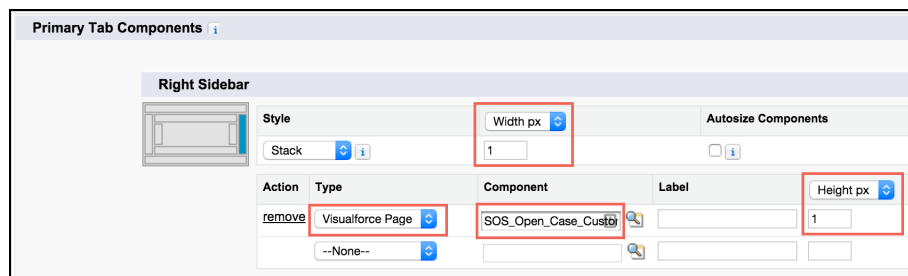 Primary Tab Components i
Right Sidebar
Style Width px Autosize Components
Stack i 1 i
Action Type Component Label Height px
remove Visualforce Page SOS_Open_Case_Custor 1
--None--